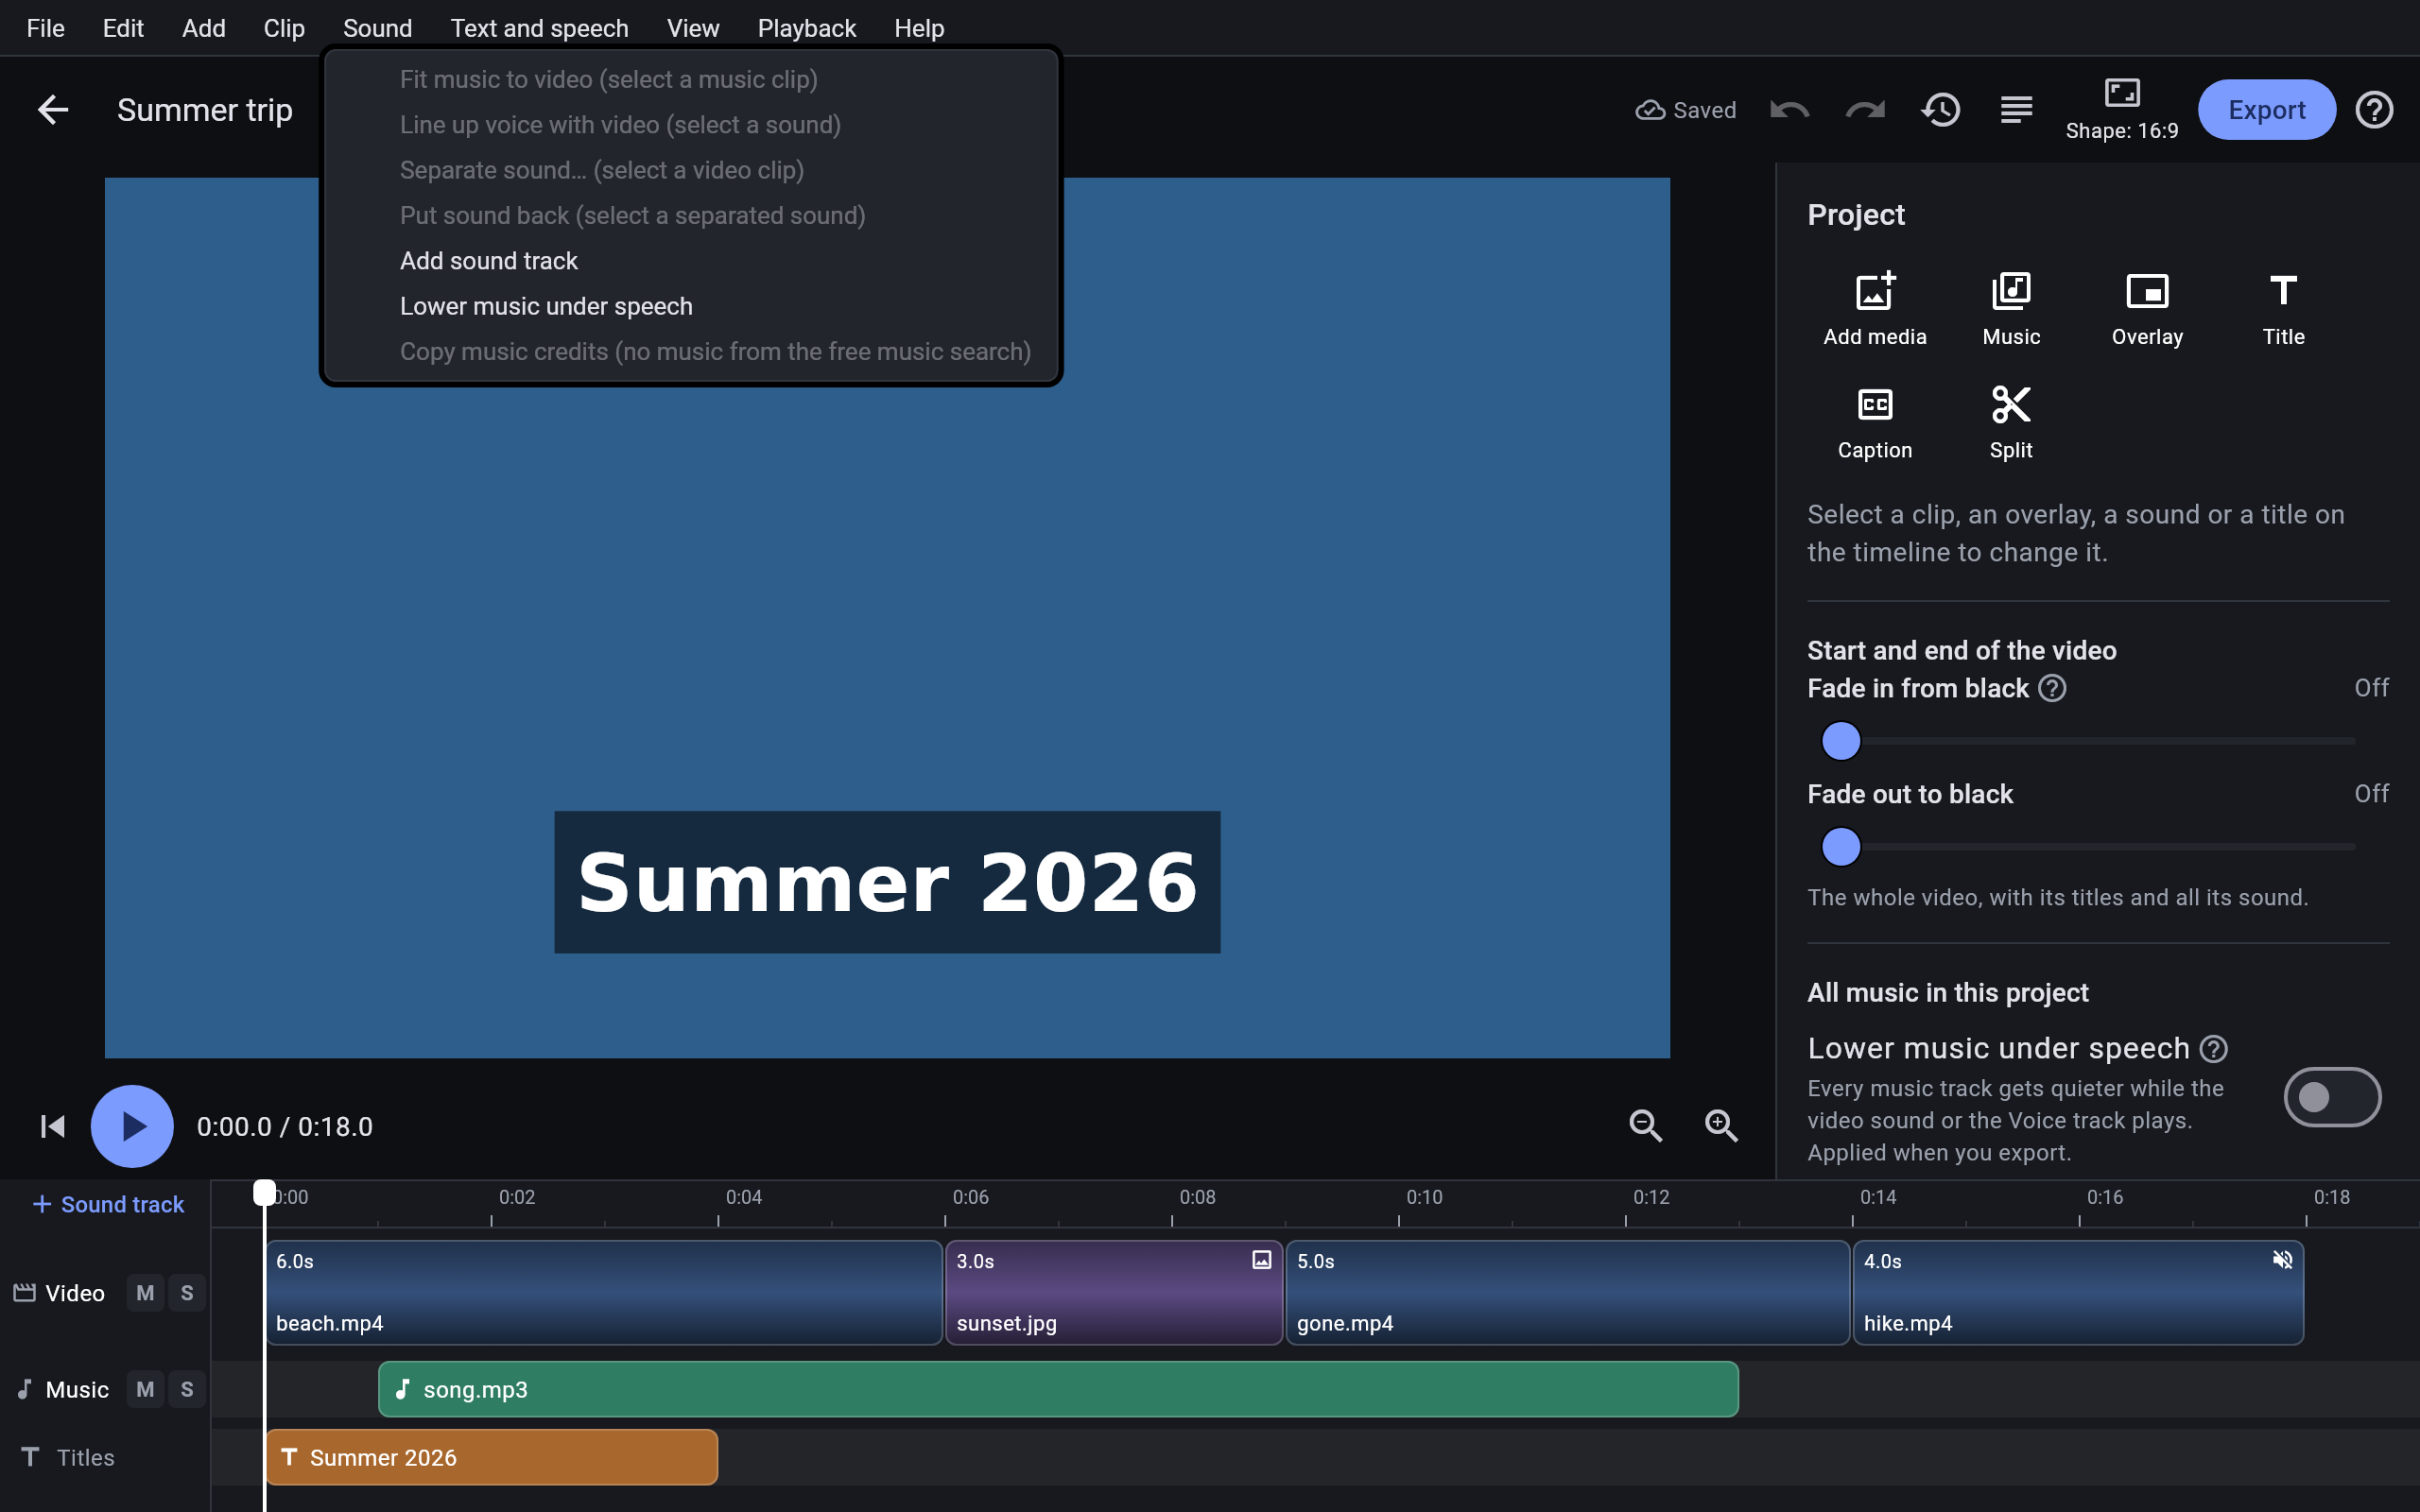 File Edit Add Clip Sound Text and speech View Playback Help
Fit music to video (select a music clip)
Line up voice with video (select a sound)
Separate sound... (select a video clip)
Put sound back (select a separated sound)
Add sound track
Lower music under speech
Copy music credits (no music from the free music search)
Summer trip
Saved
Shape: 16:9
Export
Summer 2026
Project
Add media Music Overlay Title
Caption Split
Select a clip, an overlay, a sound or a title on
the timeline to change it.
Start and end of the video
Fade in from black Off
Fade out to black Off
The whole video, with its titles and all its sound.
All music in this project
Lower music under speech
Every music track gets quieter while the
video sound or the Voice track plays.
Applied when you export.
0:00.0 / 0:18.0
+ Sound track
0:00 0:02 0:04 0:06 0:08 0:10 0:12 0:14 0:16 0:18
Video M S
6.0s 3.0s 5.0s 4.0s
beach.mp4 sunset.jpg gone.mp4 hike.mp4
Music M S song.mp3
Titles Summer 2026